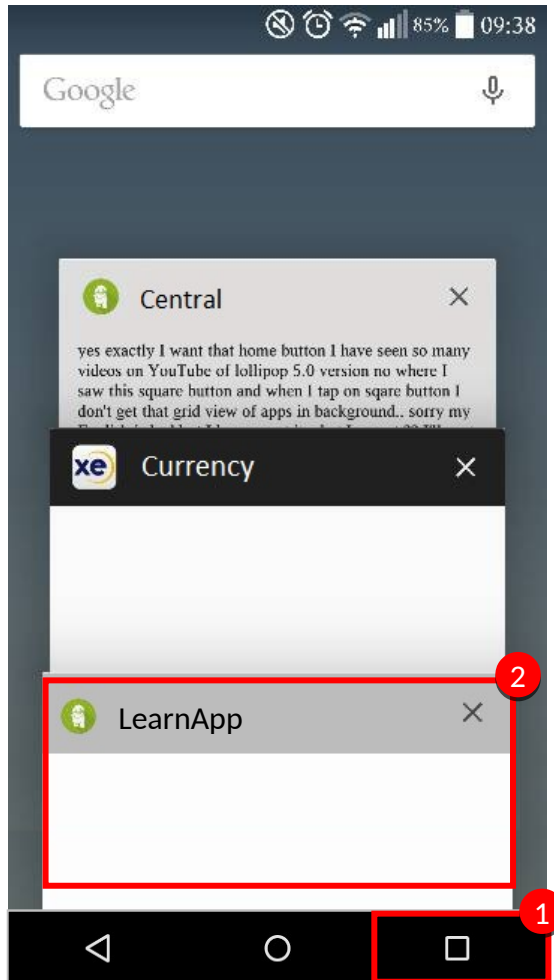 85% 09:38
Google
Central
yes exactly I want that home button I have seen so many
videos on YouTube of lollipop 5.0 version no where I
saw this square button and when I tap on sqare button I
don't get that grid view of apps in background.. sorry my
xe Currency
2
LearnApp
1